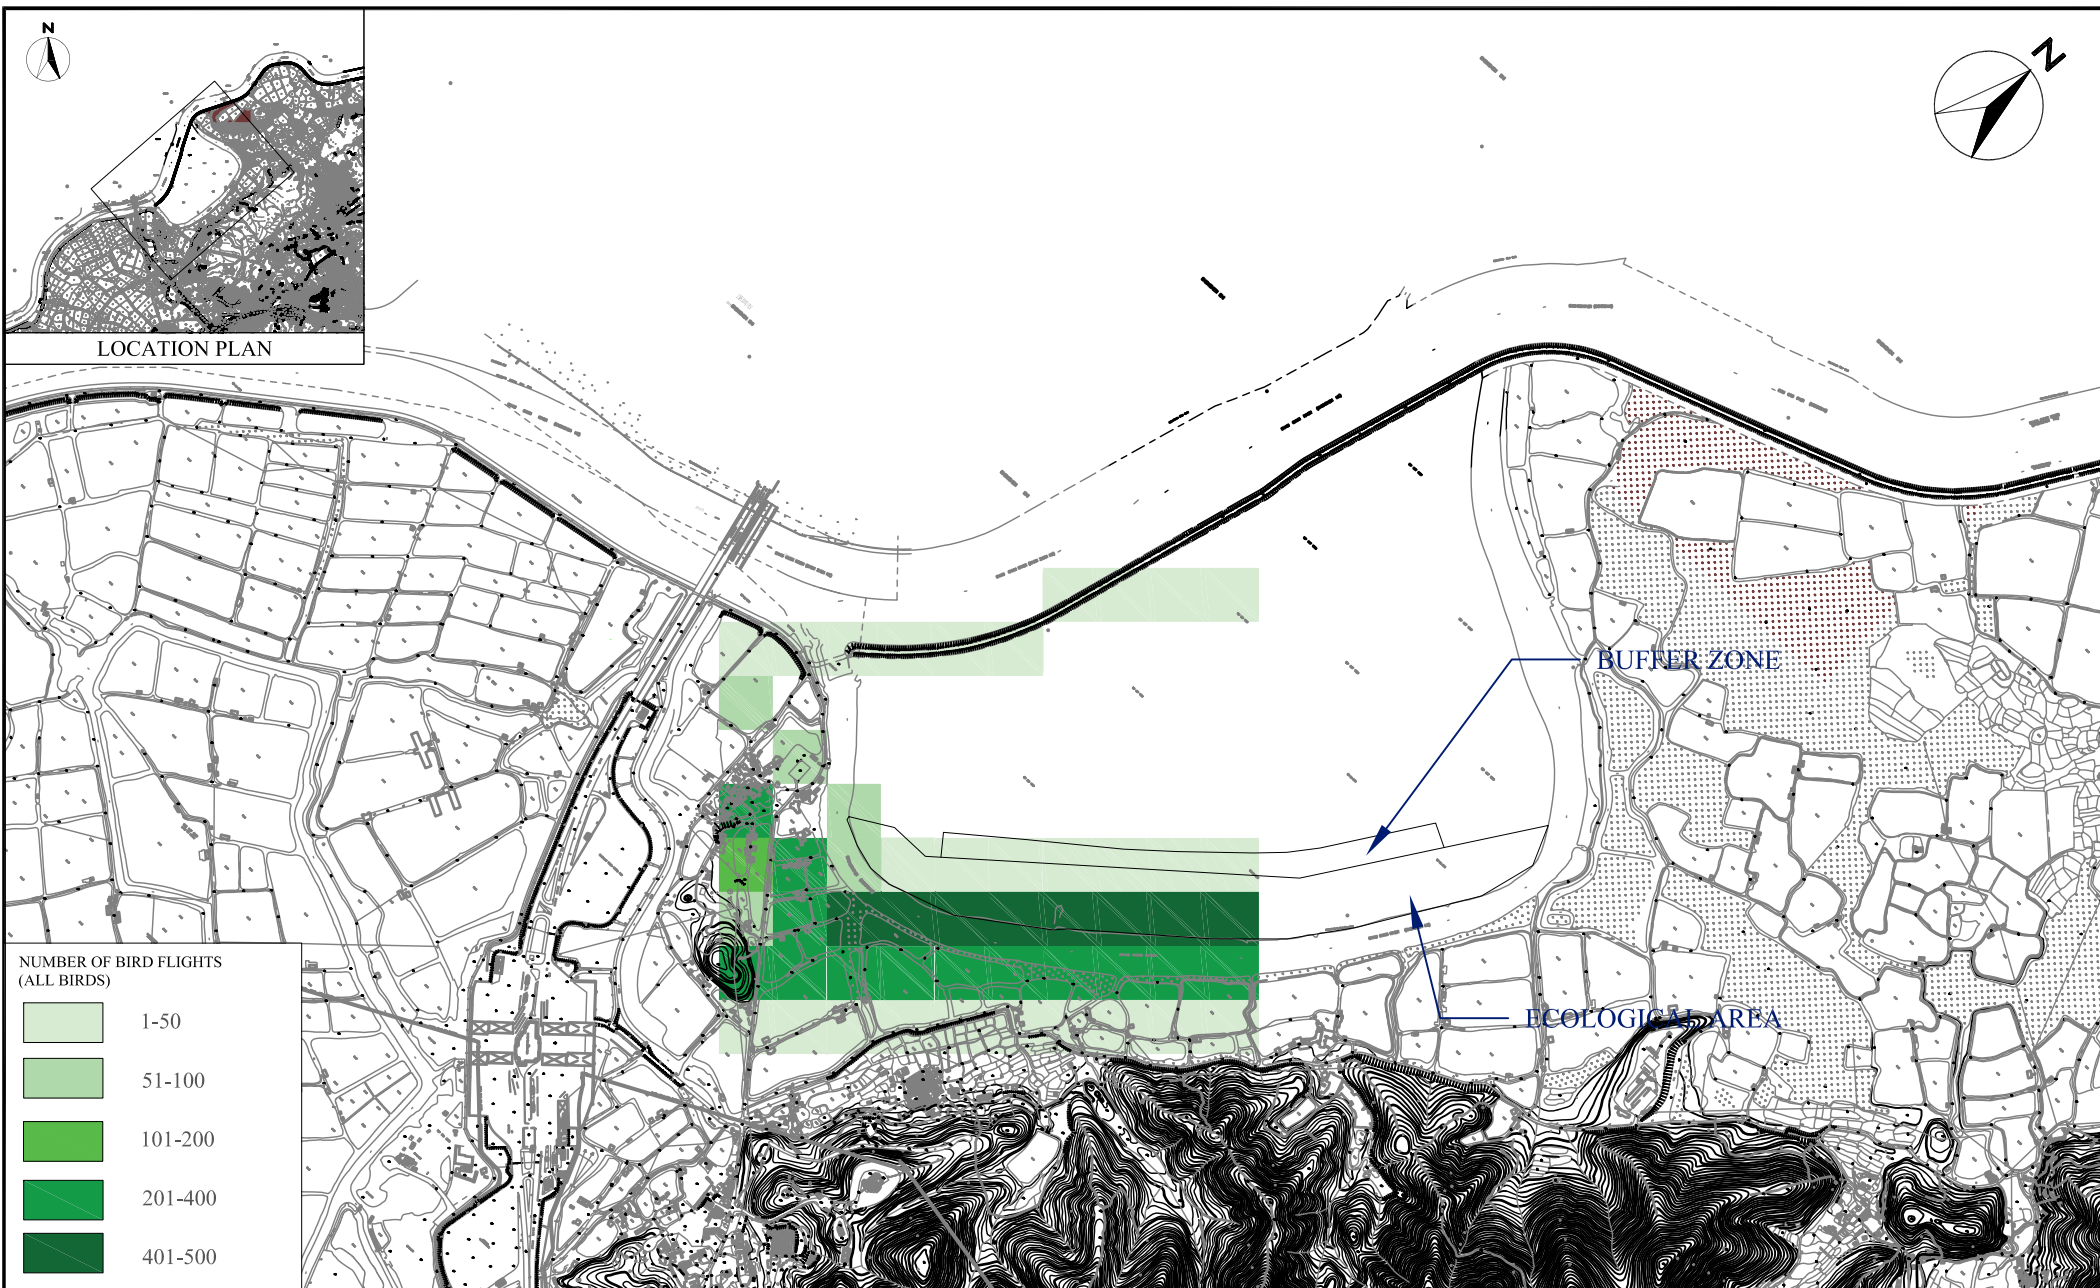 N
N
LOCATION PLAN
BUFFER ZONE
ECOLOGICAL AREA
NUMBER OF BIRD FLIGHTS
(ALL BIRDS)
1-50
51-100
101-200
201-400
401-500